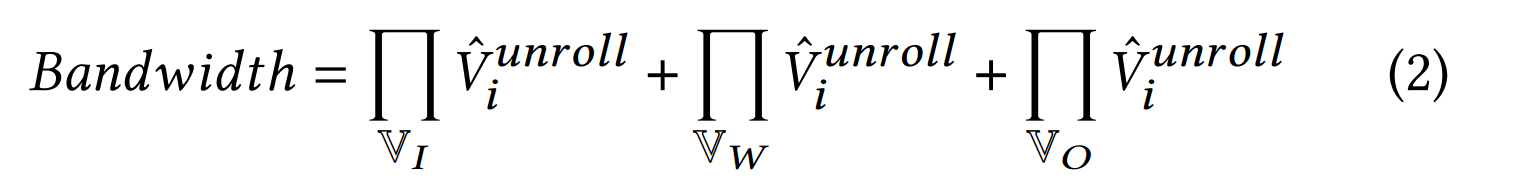 Bandwidth = ∏_{𝕍_I} V̂_i^{unroll} + ∏_{𝕍_W} V̂_i^{unroll} + ∏_{𝕍_O} V̂_i^{unroll} (2)